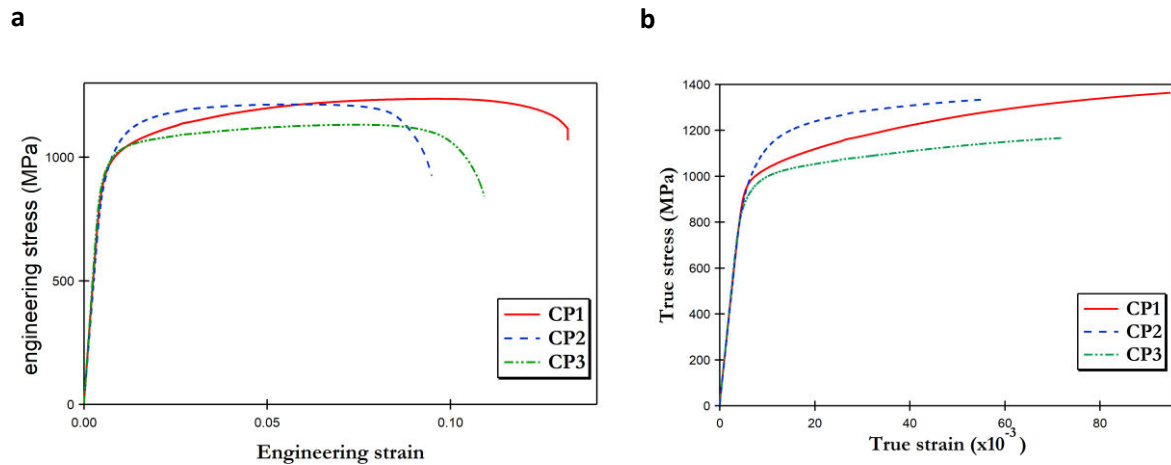 a
engineering stress (MPa)
1000
500
0
0.00
0.05
0.10
Engineering strain
CP1
CP2
CP3
b
True stress (MPa)
1400
1200
1000
800
600
400
200
0
0
20
40
60
80
True strain (x10⁻³)
CP1
CP2
CP3